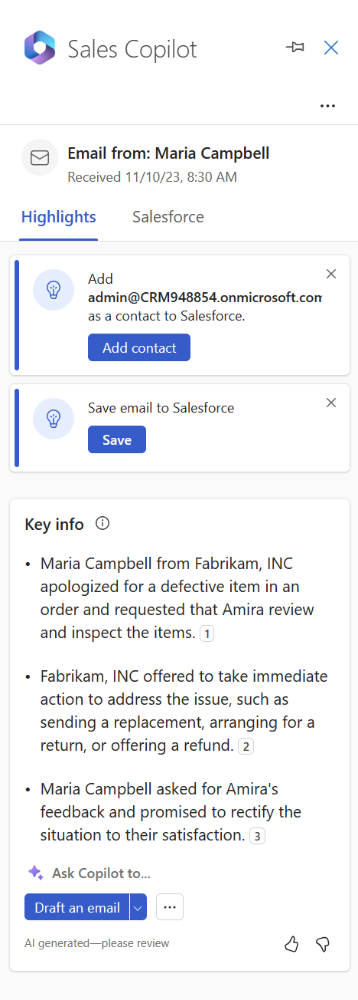 Sales Copilot
Email from: Maria Campbell
Received 11/10/23, 8:30 AM
Highlights
Salesforce
Add
admin@CRM948854.onmicrosoft.com
as a contact to Salesforce.
Add contact
Save email to Salesforce
Save
Key info
• Maria Campbell from Fabrikam, INC
apologized for a defective item in an
order and requested that Amira review
and inspect the items. 1
• Fabrikam, INC offered to take immediate
action to address the issue, such as
sending a replacement, arranging for a
return, or offering a refund. 2
• Maria Campbell asked for Amira's
feedback and promised to rectify the
situation to their satisfaction. 3
Ask Copilot to...
Draft an email
AI generated—please review